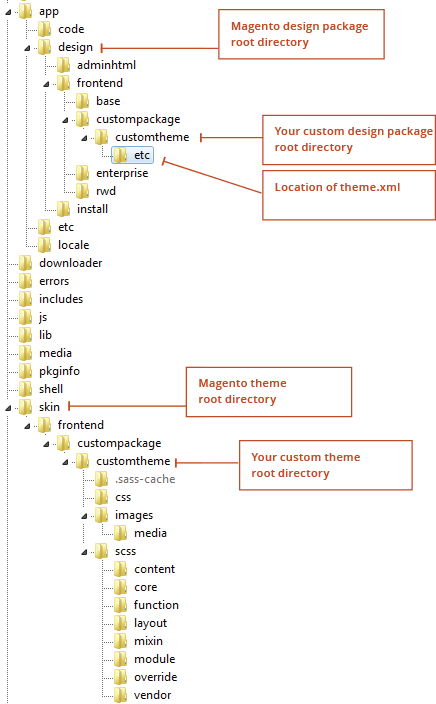 app
Magento design package
root directory
code
design
adminhtml
frontend
base
custompackage
Your custom design package
root directory
customtheme
etc
enterprise
Location of theme.xml
rwd
install
etc
locale
downloader
errors
includes
js
lib
media
pkginfo
shell
Magento theme
root directory
skin
frontend
custompackage
Your custom theme
root directory
customtheme
.sass-cache
css
images
media
scss
content
core
function
layout
mixin
module
override
vendor